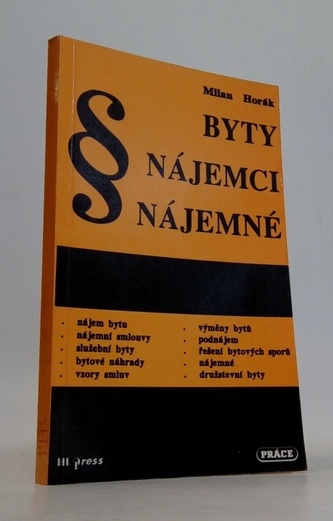 §
Milan Horák
BYTY
NÁJEMCI
NÁJEMNÉ
nájem bytu
nájemní smlouvy
služební byty
bytové náhrady
vzory smluv
výměny bytů
podnájem
řešení bytových sporů
nájemné
družstevní byty
press
PRÁCE